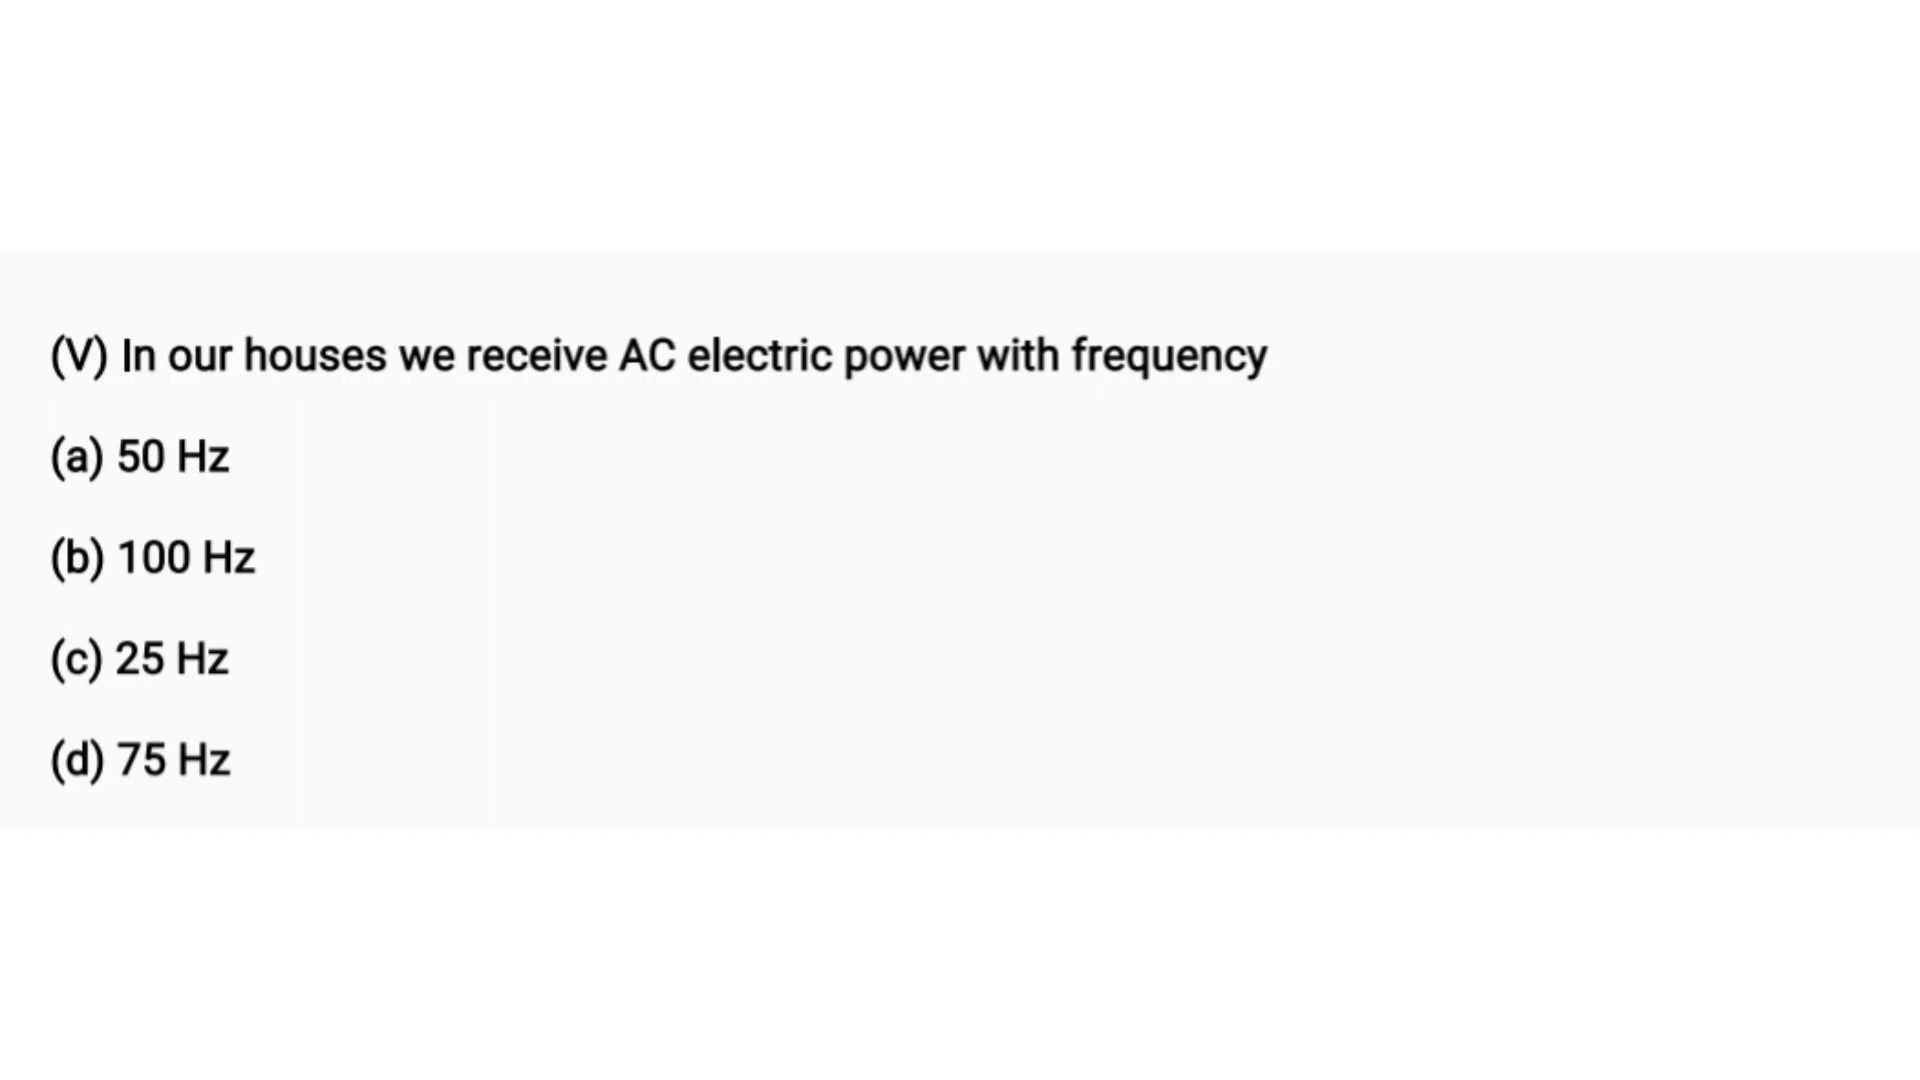 (V) In our houses we receive AC electric power with frequency
(a) 50 Hz
(b) 100 Hz
(c) 25 Hz
(d) 75 Hz